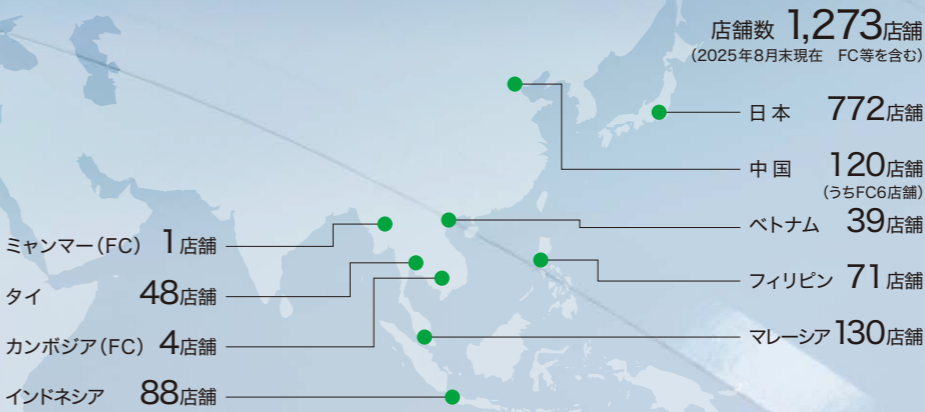 店舗数 1,273店舗
(2025年8月末現在　FC等を含む)
日本 772店舗
中国 120店舗
(うちFC6店舗)
ベトナム 39店舗
フィリピン 71店舗
マレーシア 130店舗
ミャンマー(FC) 1店舗
タイ 48店舗
カンボジア(FC) 4店舗
インドネシア 88店舗